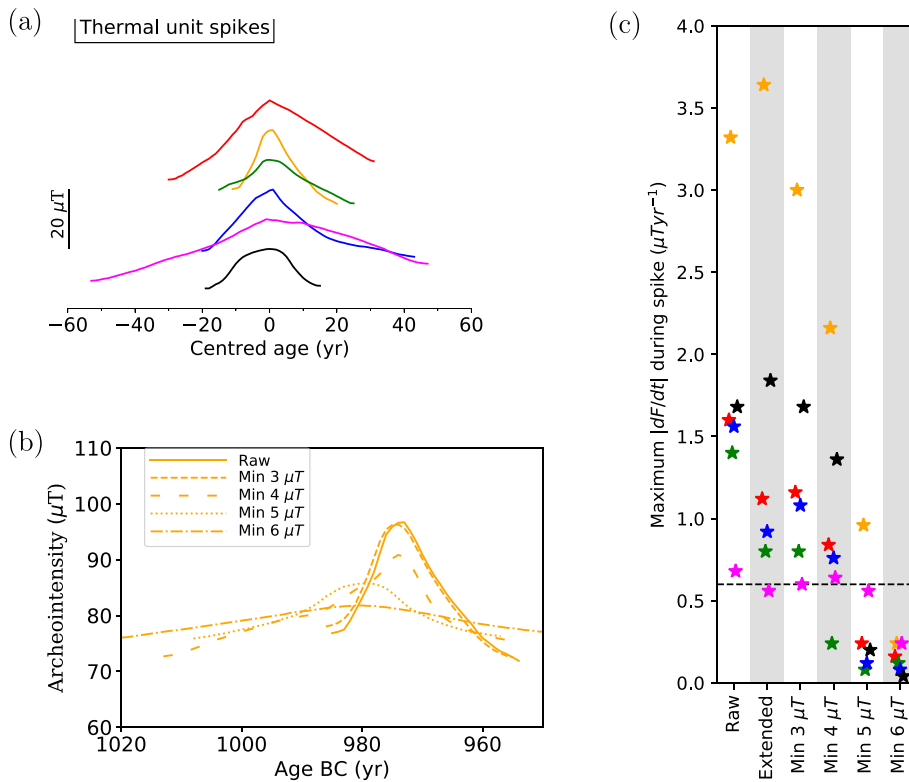 (a)
Thermal unit spikes
20 μT
−60 −40 −20 0 20 40 60
Centred age (yr)
(b)
110
100
90
80
70
60
Archeointensity (μT)
Raw
Min 3 μT
Min 4 μT
Min 5 μT
Min 6 μT
1020 1000 980 960
Age BC (yr)
(c)
4.0
3.5
3.0
2.5
2.0
1.5
1.0
0.5
0.0
Maximum |dF/dt| during spike (μTyr⁻¹)
Raw
Extended
Min 3 μT
Min 4 μT
Min 5 μT
Min 6 μT